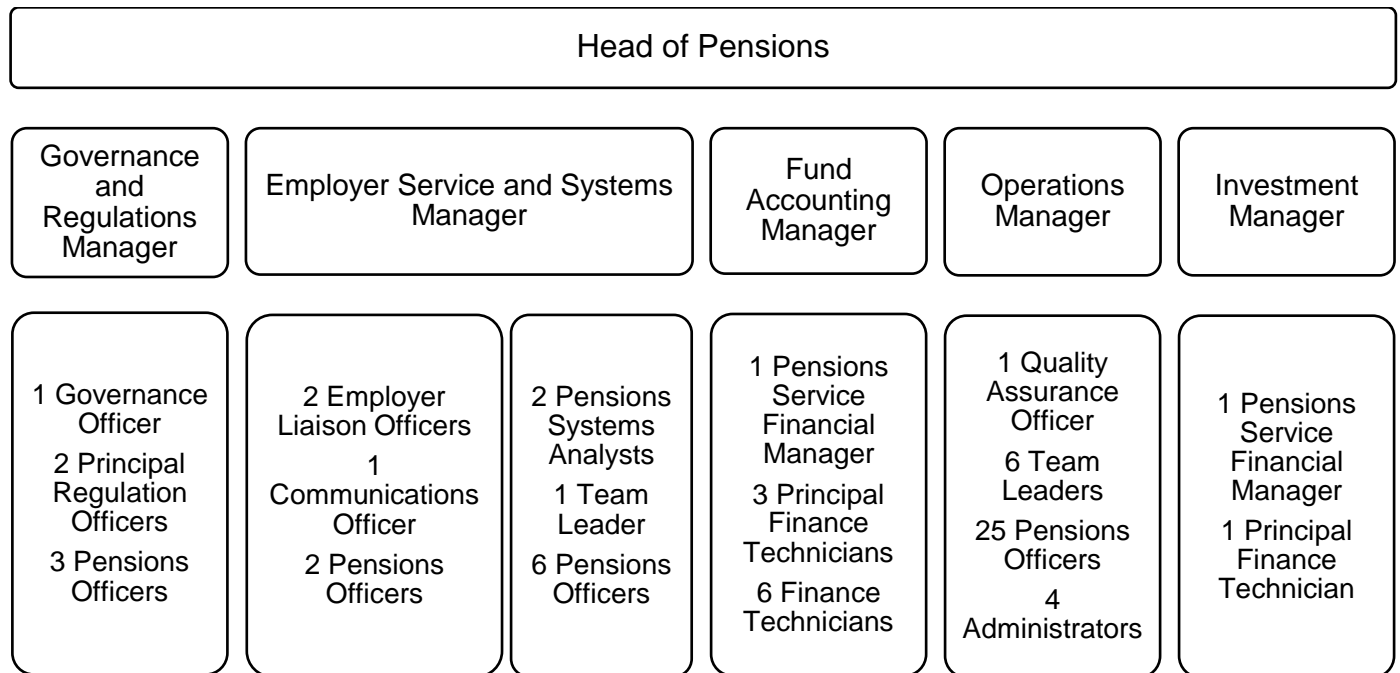 Head of Pensions
Governance
and
Regulations
Manager
Employer Service and Systems
Manager
Fund
Accounting
Manager
Operations
Manager
Investment
Manager
1 Governance
Officer
2 Principal
Regulation
Officers
3 Pensions
Officers
2 Employer
Liaison Officers
1
Communications
Officer
2 Pensions
Officers
2 Pensions
Systems
Analysts
1 Team
Leader
6 Pensions
Officers
1 Pensions
Service
Financial
Manager
3 Principal
Finance
Technicians
6 Finance
Technicians
1 Quality
Assurance
Officer
6 Team
Leaders
25 Pensions
Officers
4
Administrators
1 Pensions
Service
Financial
Manager
1 Principal
Finance
Technician